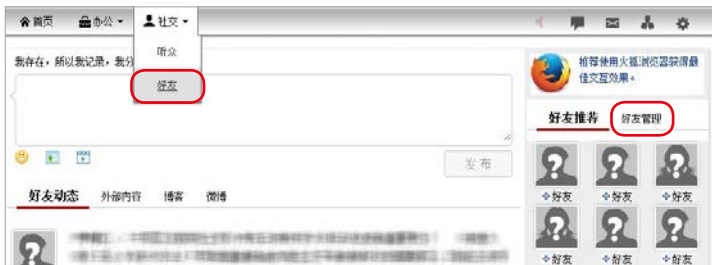 首页 办公 社交
听众
好友
我存在，所以我记录，我分
发布
好友动态 外部内容 博客 微博
推荐使用火狐浏览器获得最
佳交互效果。
好友推荐 好友管理
好友 好友 好友
好友 好友 好友